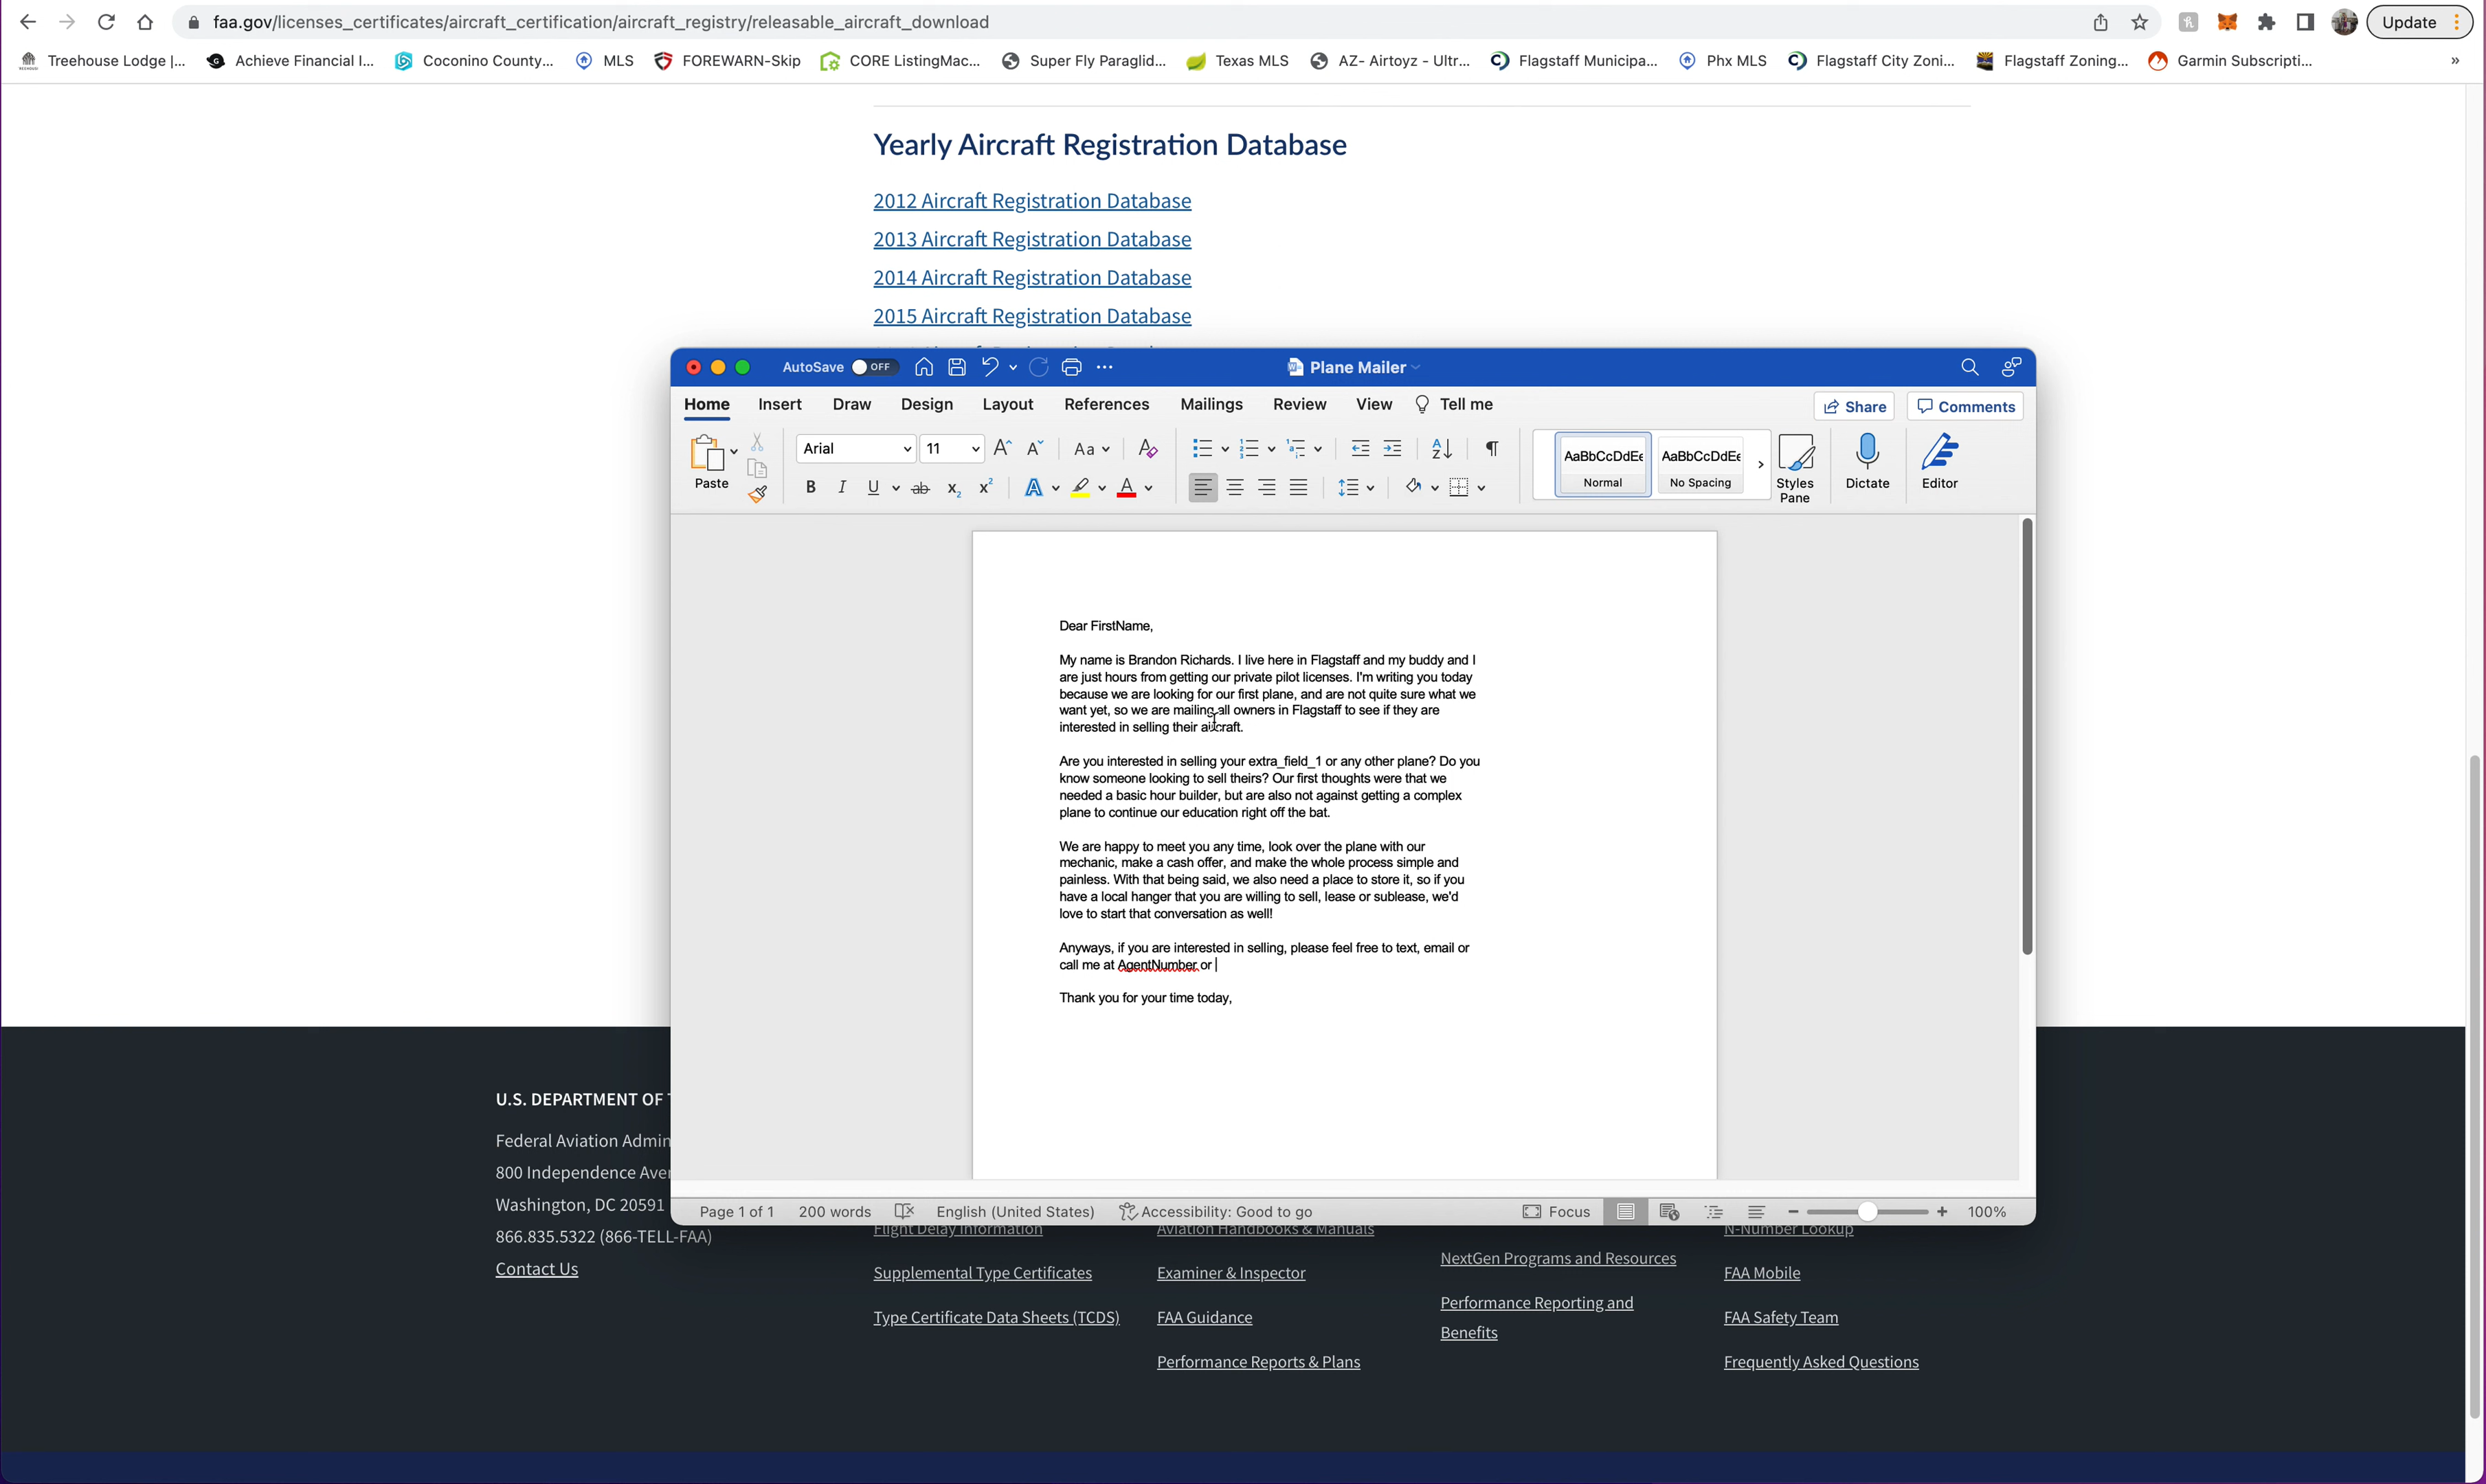 faa.gov/licenses_certificates/aircraft_certification/aircraft_registry/releasable_aircraft_download
Update
Treehouse Lodge |... Achieve Financial I... Coconino County... MLS FOREWARN-Skip CORE ListingMac... Super Fly Paraglid... Texas MLS AZ- Airtoyz - Ultr... Flagstaff Municipa... Phx MLS Flagstaff City Zoni... Flagstaff Zoning... Garmin Subscripti... »
Yearly Aircraft Registration Database
2012 Aircraft Registration Database
2013 Aircraft Registration Database
2014 Aircraft Registration Database
2015 Aircraft Registration Database
AutoSave OFF
Plane Mailer
Home Insert Draw Design Layout References Mailings Review View Tell me
Share Comments
Paste
Arial 11
AaBbCcDdEe AaBbCcDdEe
Normal No Spacing
Styles Pane
Dictate
Editor
Dear FirstName,
My name is Brandon Richards. I live here in Flagstaff and my buddy and I
are just hours from getting our private pilot licenses. I'm writing you today
because we are looking for our first plane, and are not quite sure what we
want yet, so we are mailing all owners in Flagstaff to see if they are
interested in selling their aircraft.
Are you interested in selling your extra_field_1 or any other plane? Do you
know someone looking to sell theirs? Our first thoughts were that we
needed a basic hour builder, but are also not against getting a complex
plane to continue our education right off the bat.
We are happy to meet you any time, look over the plane with our
mechanic, make a cash offer, and make the whole process simple and
painless. With that being said, we also need a place to store it, so if you
have a local hanger that you are willing to sell, lease or sublease, we'd
love to start that conversation as well!
Anyways, if you are interested in selling, please feel free to text, email or
call me at AgentNumber or
Thank you for your time today,
Page 1 of 1 200 words English (United States) Accessibility: Good to go Focus 100%
U.S. DEPARTMENT OF
Federal Aviation Admin
800 Independence Aven
Washington, DC 20591
866.835.5322 (866-TELL-FAA)
Contact Us
Flight Delay Information
Supplemental Type Certificates
Type Certificate Data Sheets (TCDS)
Aviation Handbooks & Manuals
Examiner & Inspector
FAA Guidance
Performance Reports & Plans
NextGen Programs and Resources
Performance Reporting and
Benefits
N-Number Lookup
FAA Mobile
FAA Safety Team
Frequently Asked Questions